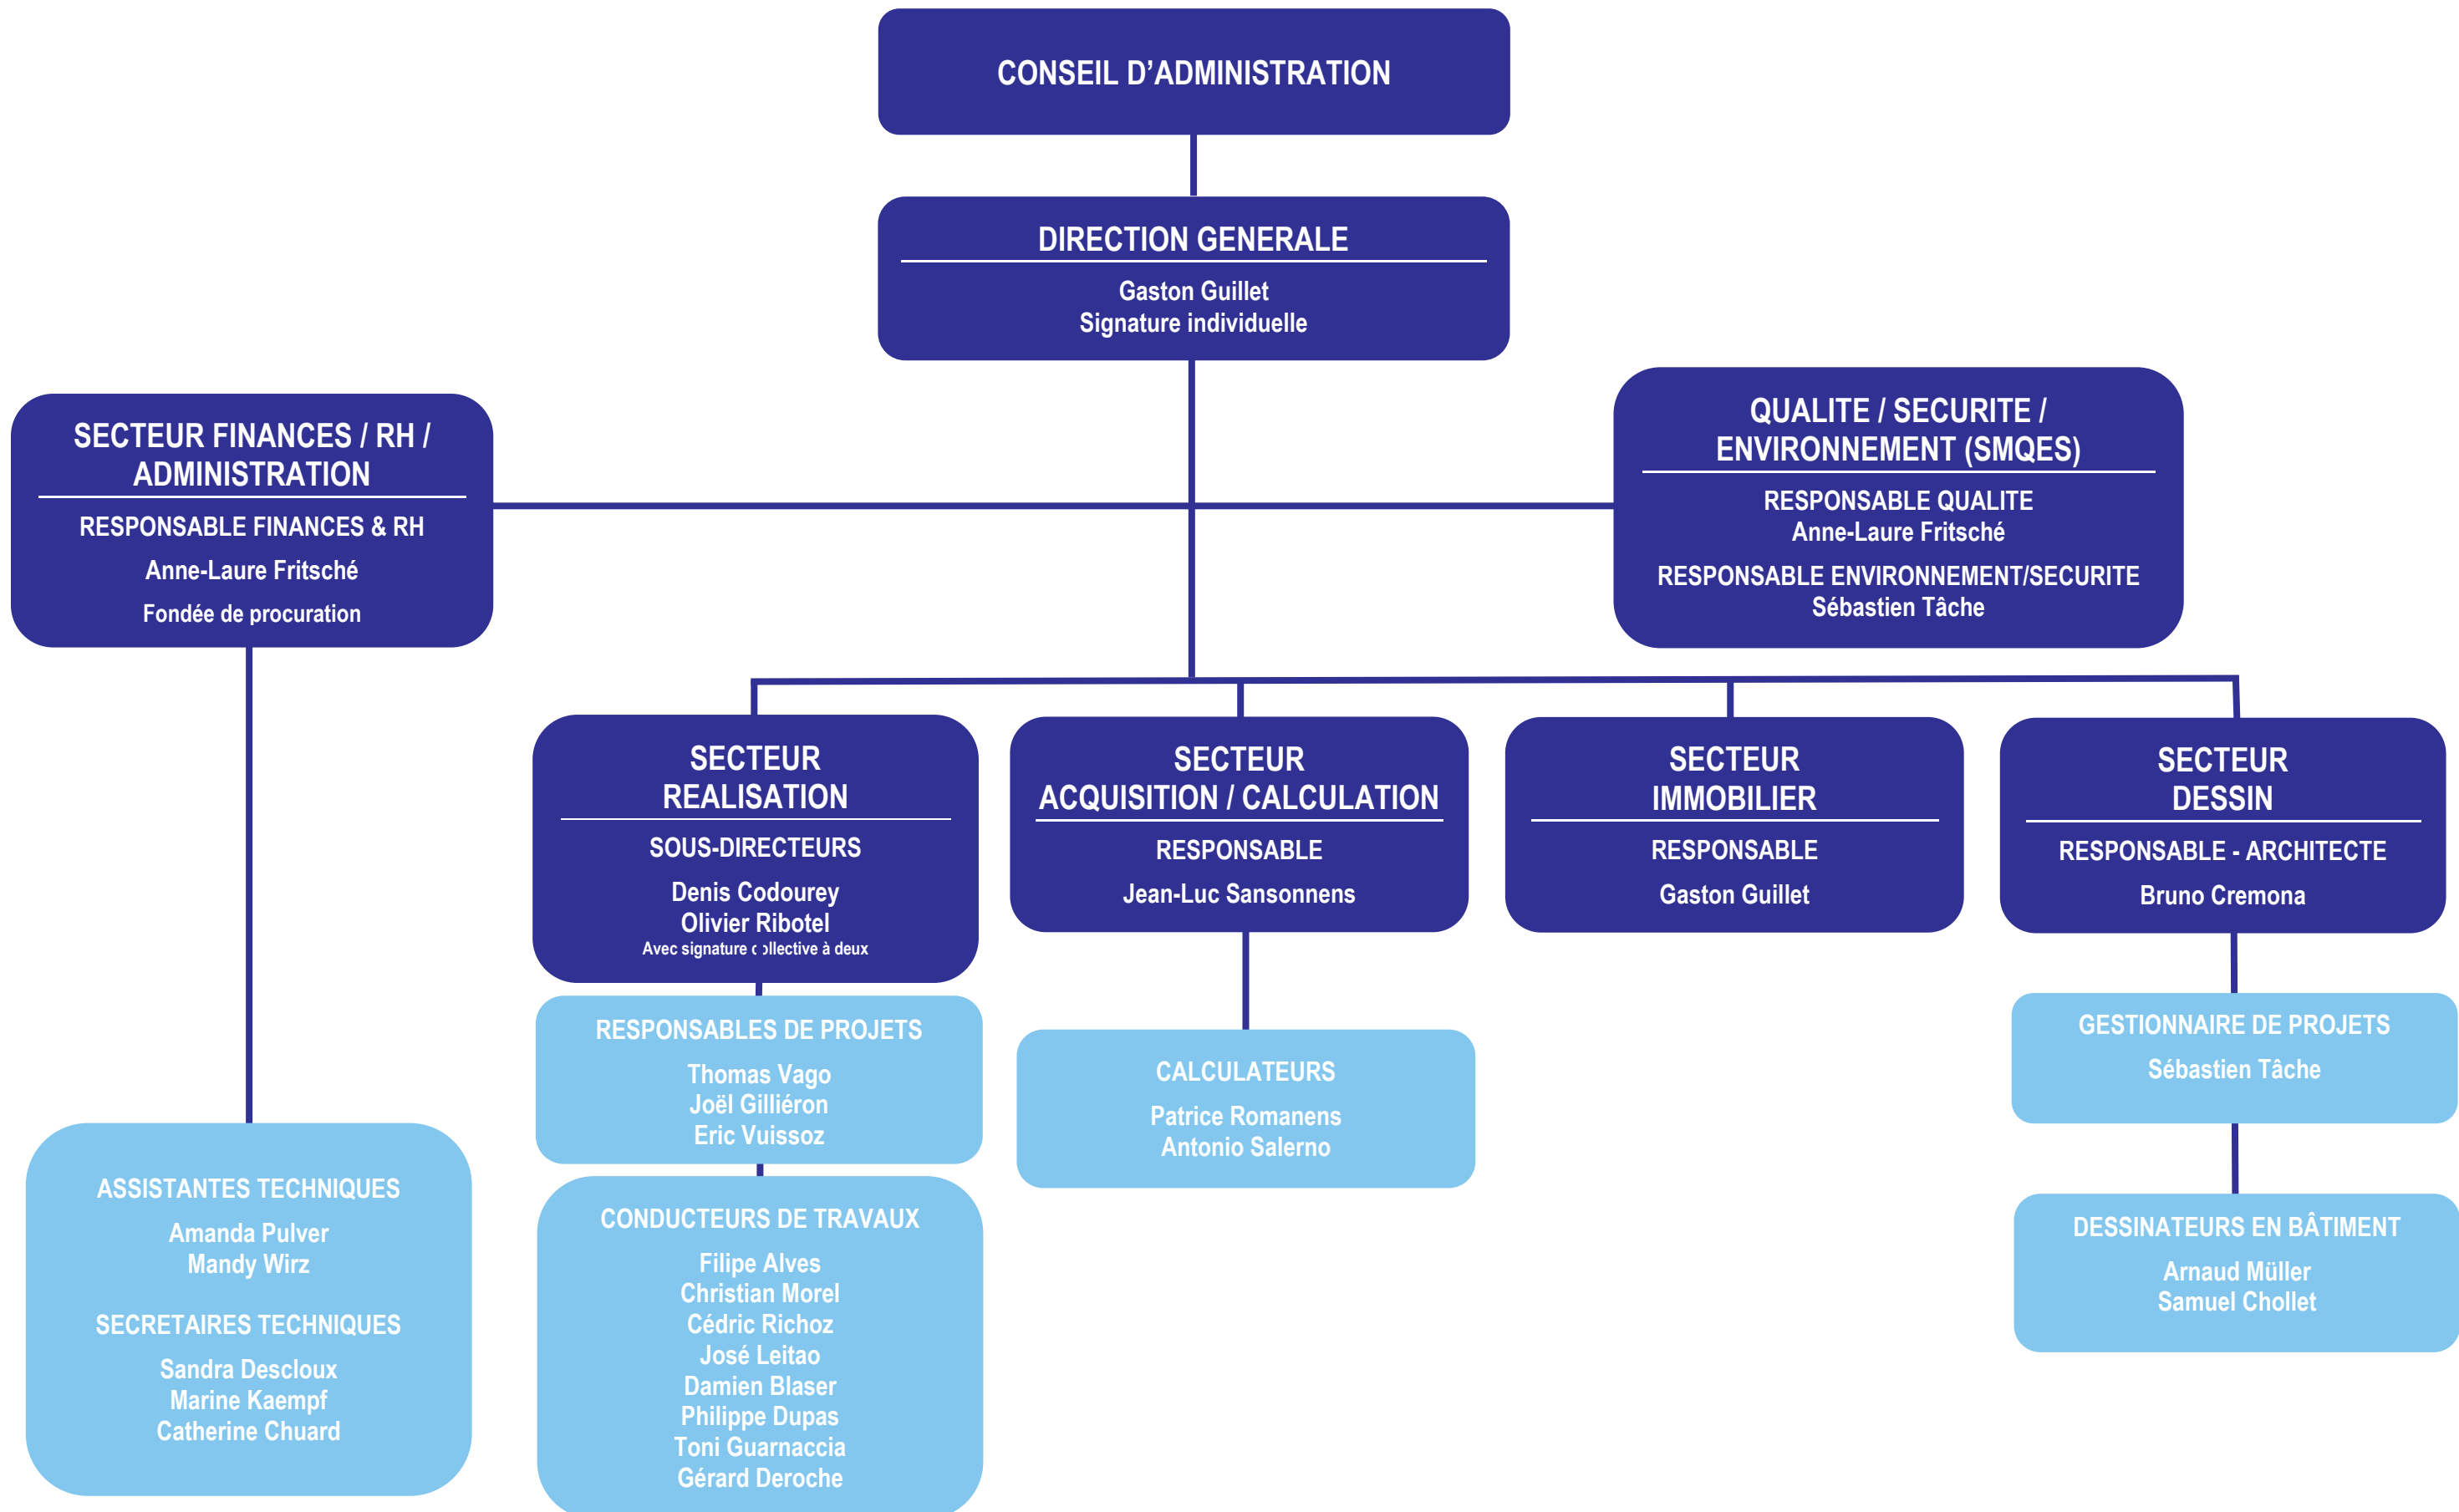 CONSEIL D’ADMINISTRATION
DIRECTION GENERALE
Gaston Guillet
Signature individuelle
SECTEUR FINANCES / RH /
ADMINISTRATION
RESPONSABLE FINANCES & RH
Anne-Laure Fritsché
Fondée de procuration
QUALITE / SECURITE /
ENVIRONNEMENT (SMQES)
RESPONSABLE QUALITE
Anne-Laure Fritsché
RESPONSABLE ENVIRONNEMENT/SECURITE
Sébastien Tâche
SECTEUR
REALISATION
SOUS-DIRECTEURS
Denis Codourey
Olivier Ribotel
Avec signature collective à deux
SECTEUR
ACQUISITION / CALCULATION
RESPONSABLE
Jean-Luc Sansonnens
SECTEUR
IMMOBILIER
RESPONSABLE
Gaston Guillet
SECTEUR
DESSIN
RESPONSABLE - ARCHITECTE
Bruno Cremona
RESPONSABLES DE PROJETS
Thomas Vago
Joël Gilliéron
Eric Vuissoz
CALCULATEURS
Patrice Romanens
Antonio Salerno
GESTIONNAIRE DE PROJETS
Sébastien Tâche
ASSISTANTES TECHNIQUES
Amanda Pulver
Mandy Wirz
SECRETAIRES TECHNIQUES
Sandra Descloux
Marine Kaempf
Catherine Chuard
CONDUCTEURS DE TRAVAUX
Filipe Alves
Christian Morel
Cédric Richoz
José Leitao
Damien Blaser
Philippe Dupas
Toni Guarnaccia
Gérard Deroche
DESSINATEURS EN BÂTIMENT
Arnaud Müller
Samuel Chollet